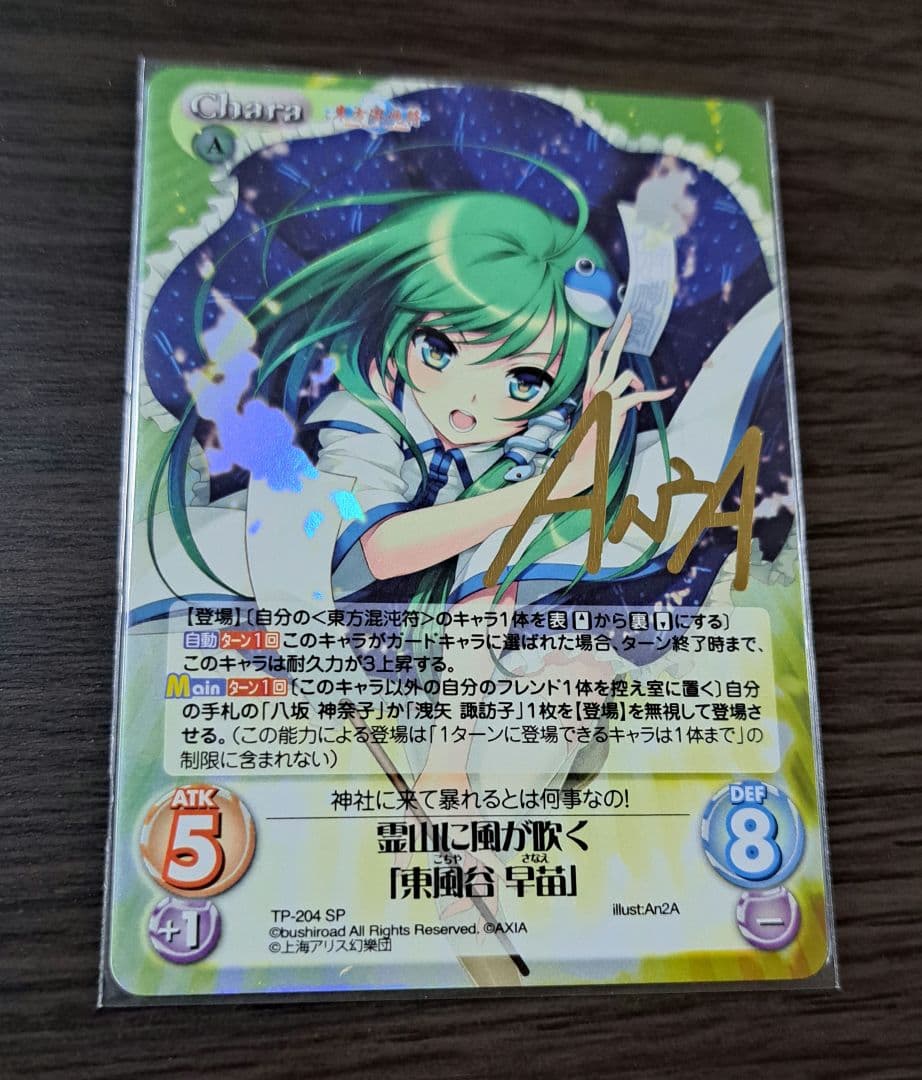 Chara
東方混沌符
A
An2A
【登場】〔自分の<東方混沌符>のキャラ1体を表から裏にする〕
自動 ターン1回 このキャラがガードキャラに選ばれた場合、ターン終了時まで、
このキャラは耐久力が3上昇する。
Main ターン1回 〔このキャラ以外の自分のフレンド1体を控え室に置く〕自分
の手札の「八坂 神奈子」か「洩矢 諏訪子」1枚を【登場】を無視して登場さ
せる。（この能力による登場は「1ターンに登場できるキャラは1体まで」の
制限に含まれない）
ATK
5
神社に来て暴れるとは何事なの!
DEF
8
霊山に風が吹く
ごちや さなえ
「東風谷 早苗」
+1
TP-204 SP
illust:An2A
−
©bushiroad All Rights Reserved. ©AXIA
©上海アリス幻樂団